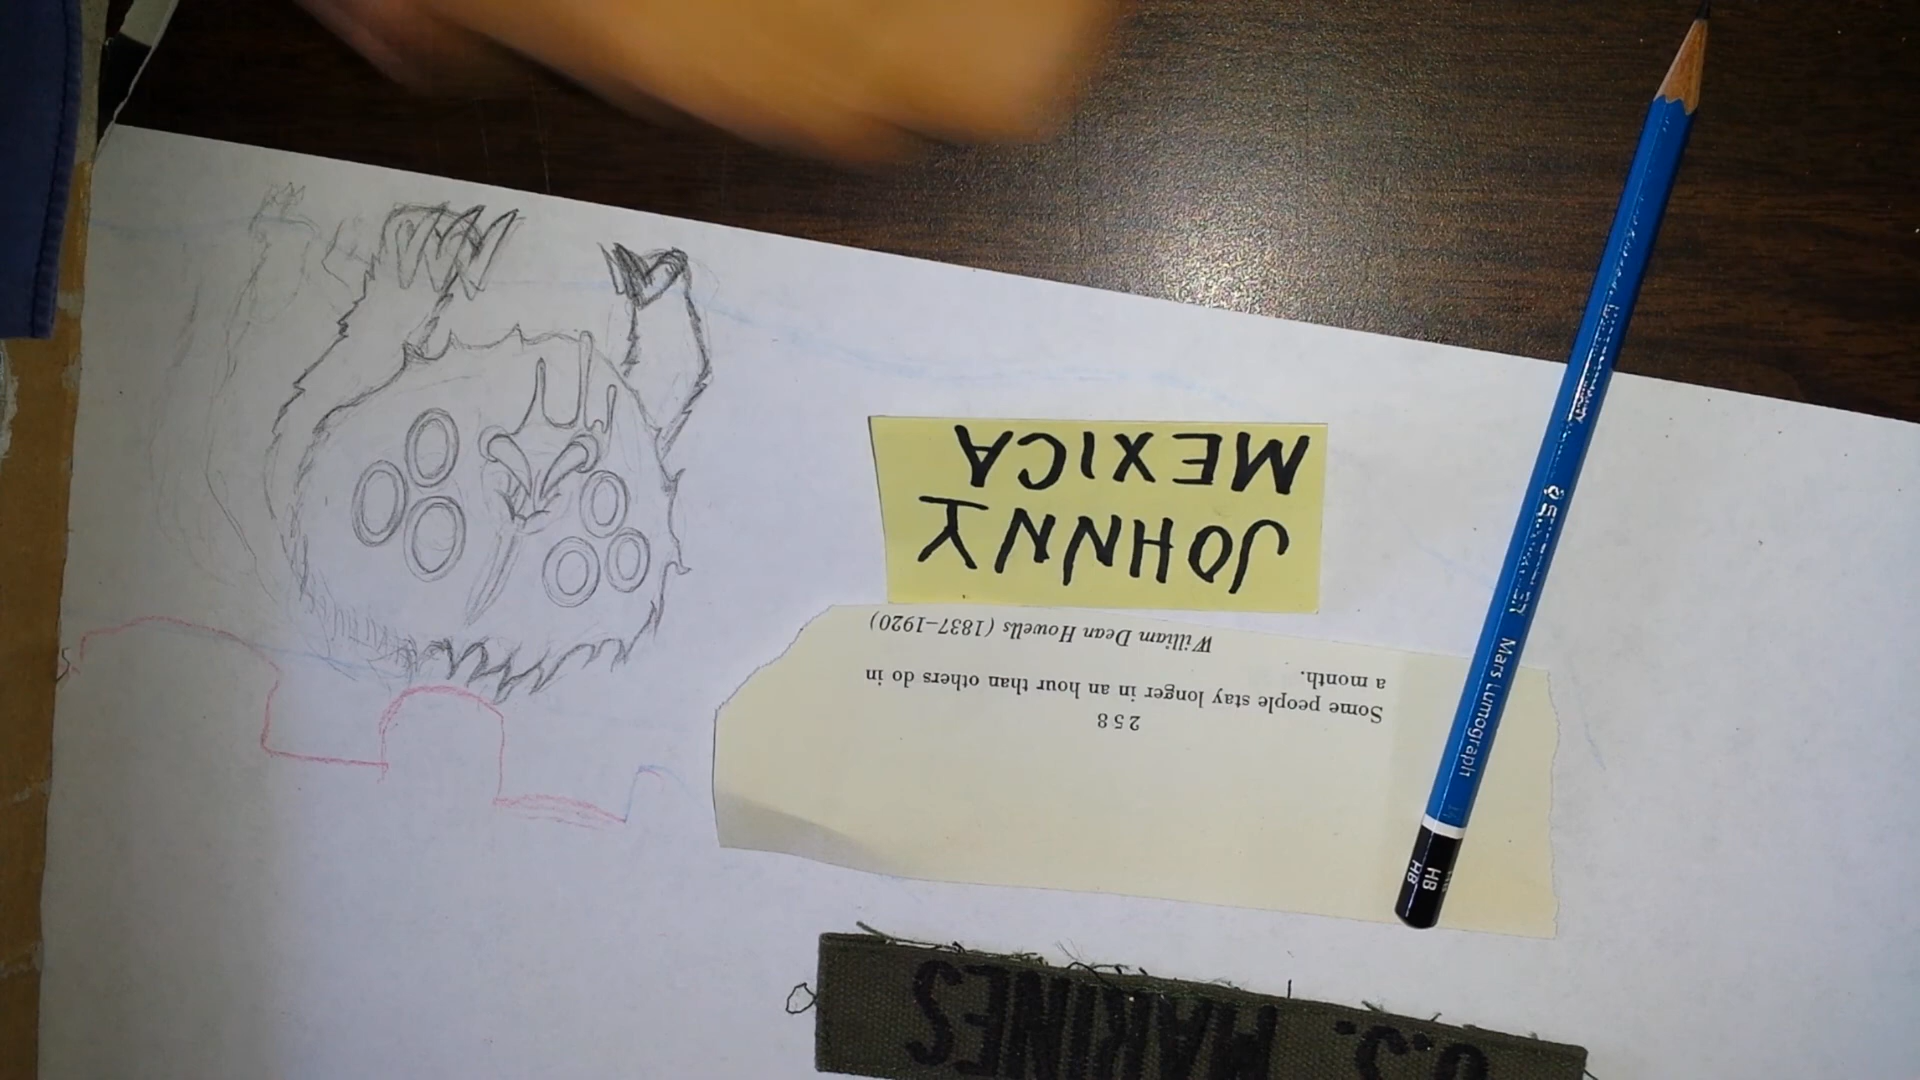 JOHNNY
MEXICA
258
Some people stay longer in an hour than others do in
a month.
William Dean Howells (1837–1920)
U.S. MARINES
Mars Lumograph
HB
HB